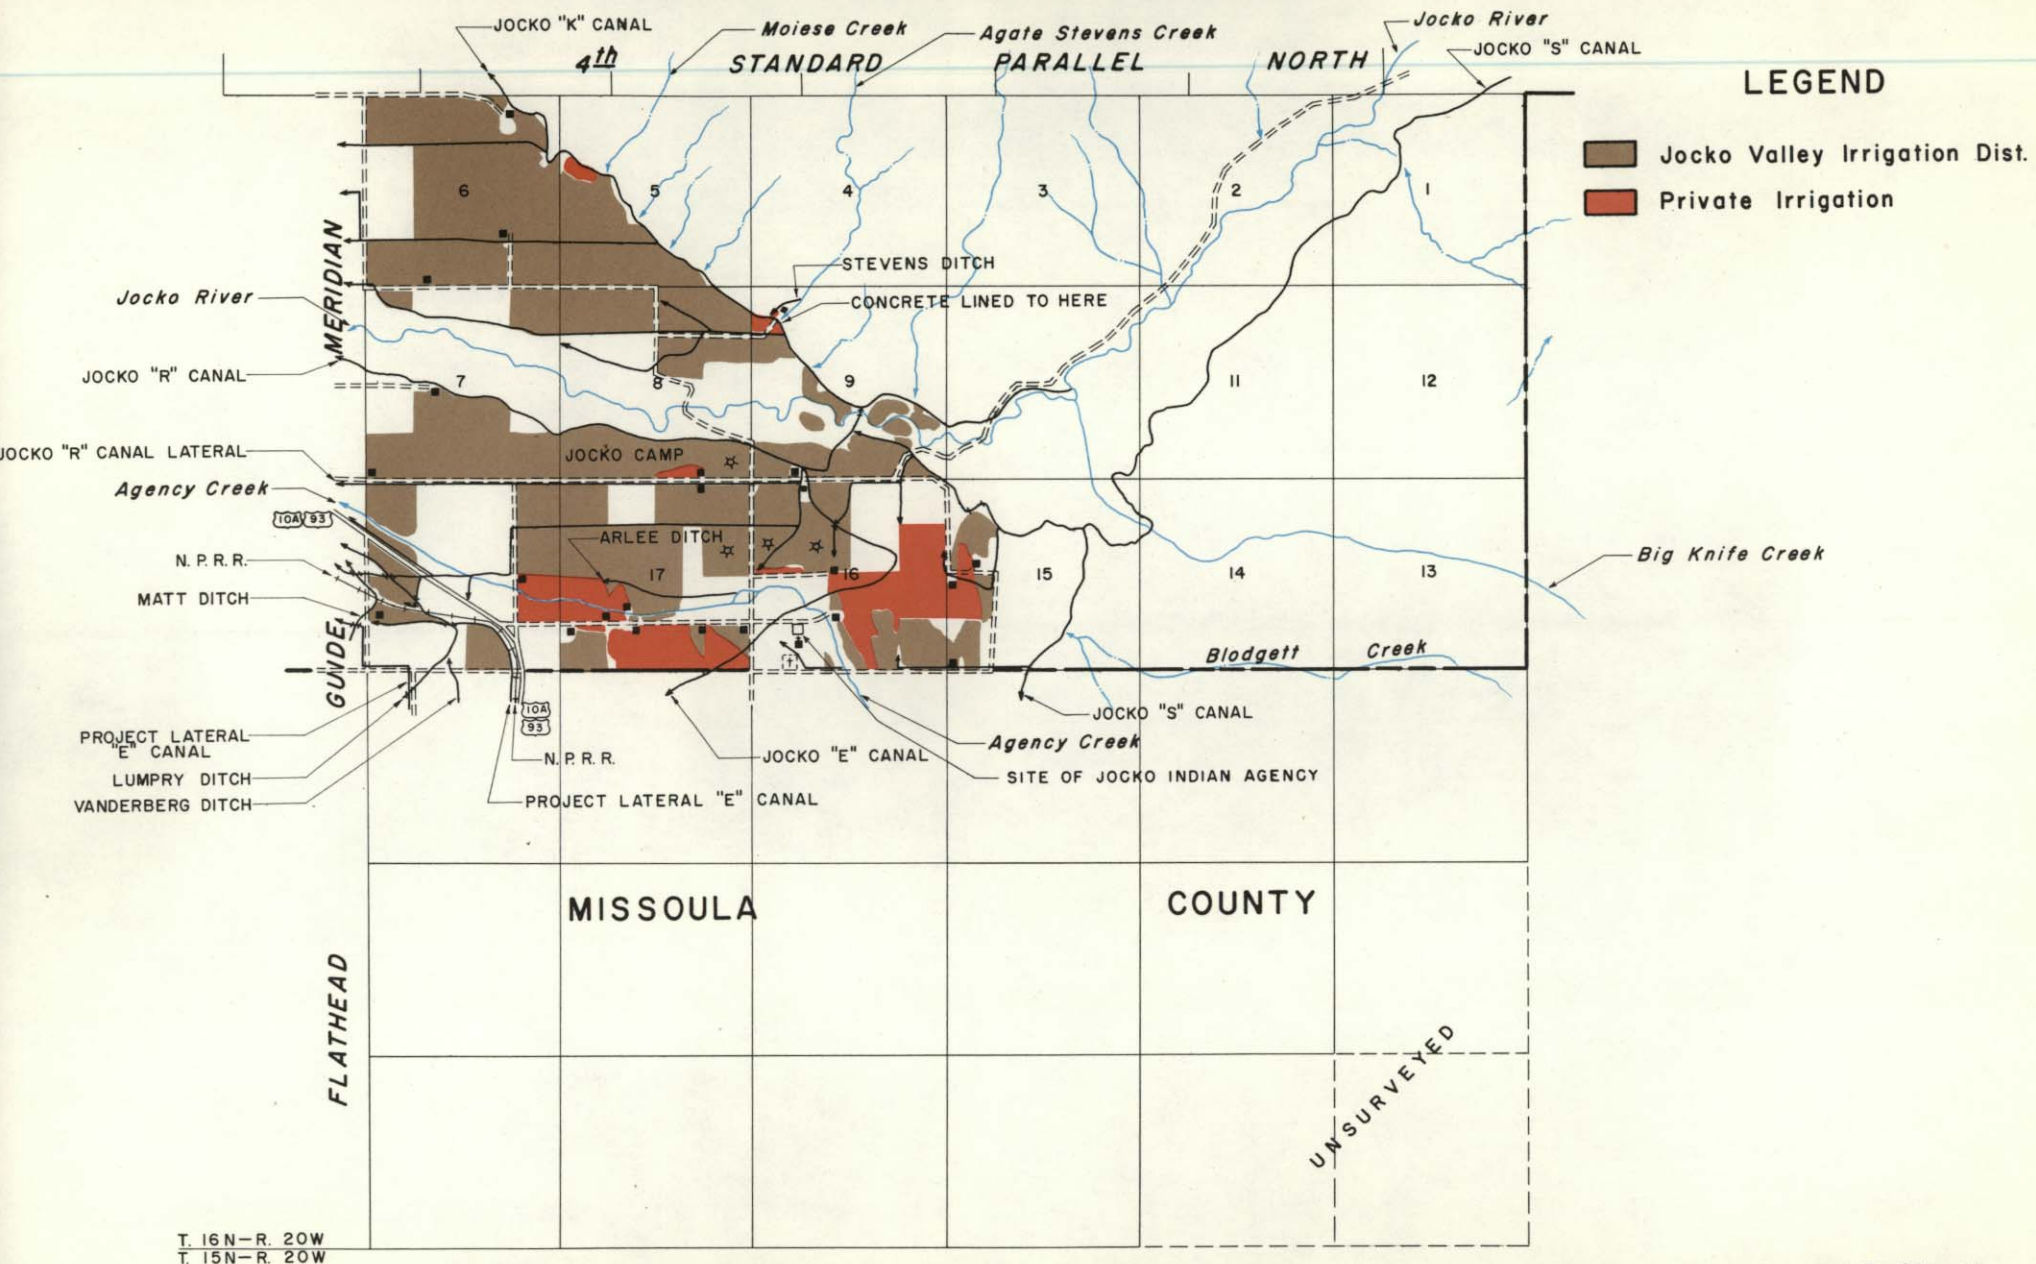 JOCKO "K" CANAL
Moiese Creek
Agate Stevens Creek
Jocko River
JOCKO "S" CANAL
4th STANDARD PARALLEL NORTH
LEGEND
Jocko Valley Irrigation Dist.
Private Irrigation
6 5 4 3 2 1
MERIDIAN
STEVENS DITCH
CONCRETE LINED TO HERE
Jocko River
JOCKO "R" CANAL
7 8 9 11 12
JOCKO "R" CANAL LATERAL
JOCKO CAMP
Agency Creek
10A 93
ARLEE DITCH
N. P. R. R.
17 16 15 14 13
Big Knife Creek
MATT DITCH
GUIDE
Blodgett Creek
10A
93
JOCKO "S" CANAL
PROJECT LATERAL
"E" CANAL
Agency Creek
N. P. R. R.
JOCKO "E" CANAL
LUMPRY DITCH
SITE OF JOCKO INDIAN AGENCY
VANDERBERG DITCH
PROJECT LATERAL "E" CANAL
MISSOULA COUNTY
FLATHEAD
UNSURVEYED
T. 16N-R. 20W
T. 15N-R. 20W